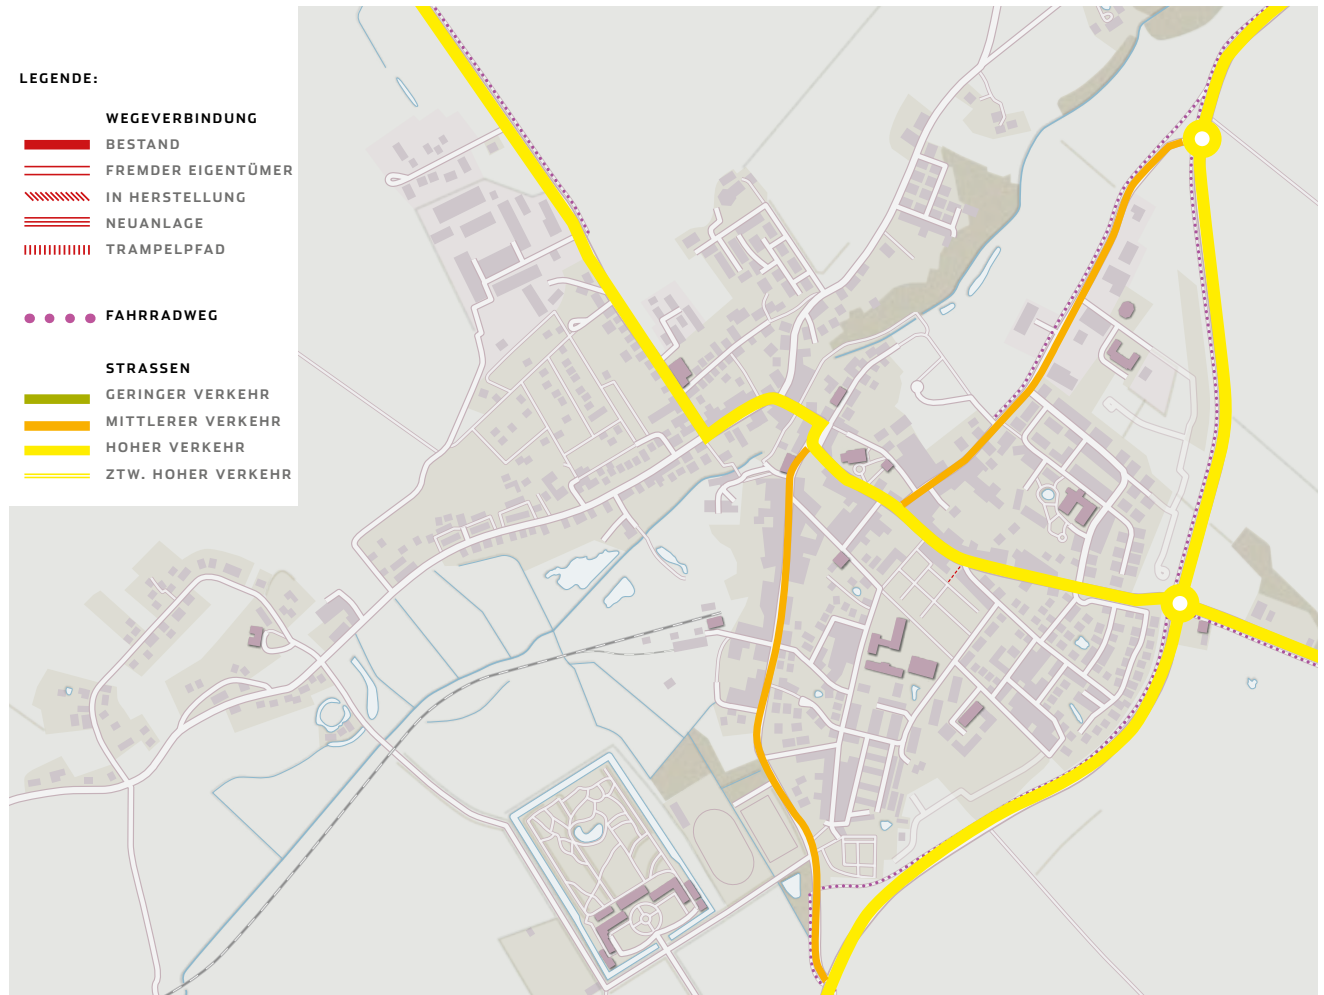 LEGENDE:
WEGEVERBINDUNG
BESTAND
FREMDER EIGENTÜMER
IN HERSTELLUNG
NEUANLAGE
TRAMPELPFAD
FAHRRADWEG
STRASSEN
GERINGER VERKEHR
MITTLERER VERKEHR
HOHER VERKEHR
ZTW. HOHER VERKEHR